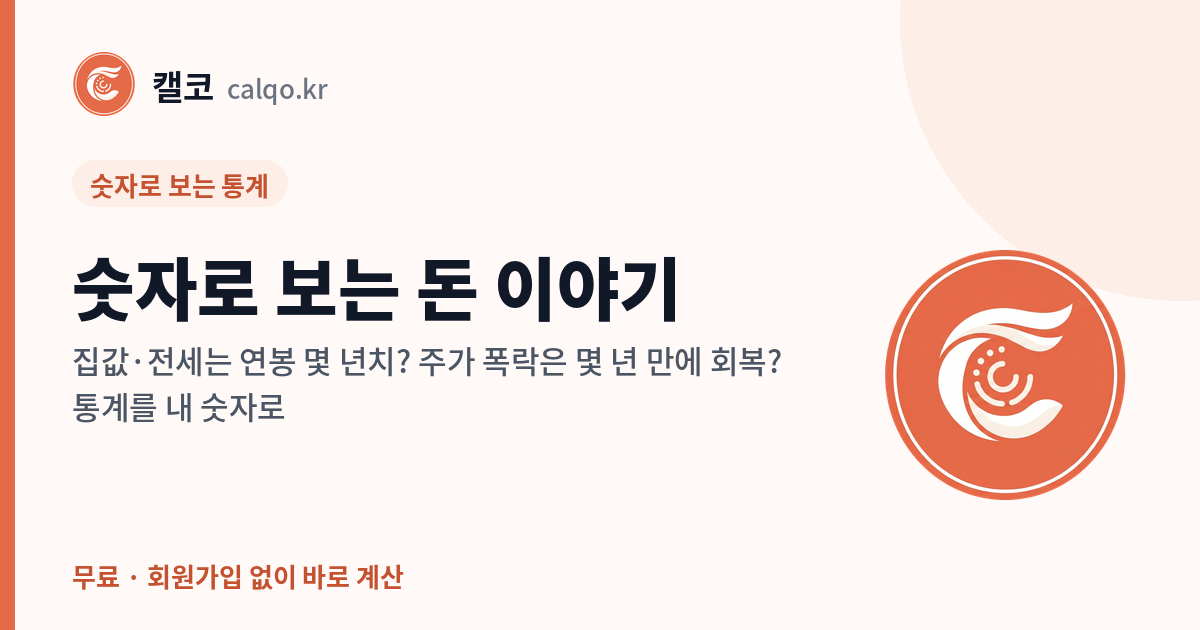 캘코 calqo.kr
숫자로 보는 통계
숫자로 보는 돈 이야기
집값·전세는 연봉 몇 년치? 주가 폭락은 몇 년 만에 회복?
통계를 내 숫자로
무료 · 회원가입 없이 바로 계산